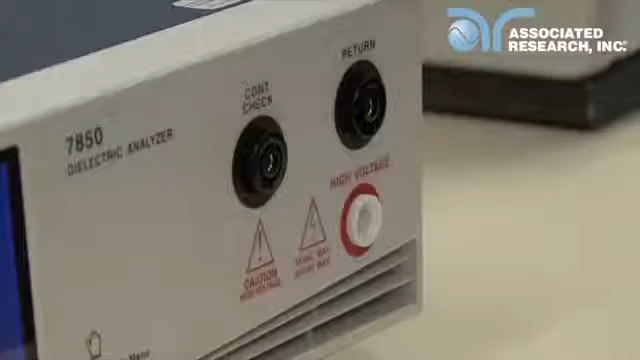 ASSOCIATED
RESEARCH, INC.
RETURN
CONT.
CHECK
7850
DIELECTRIC ANALYZER
HIGH VOLTAGE
CAUTION
HIGH VOLTAGE